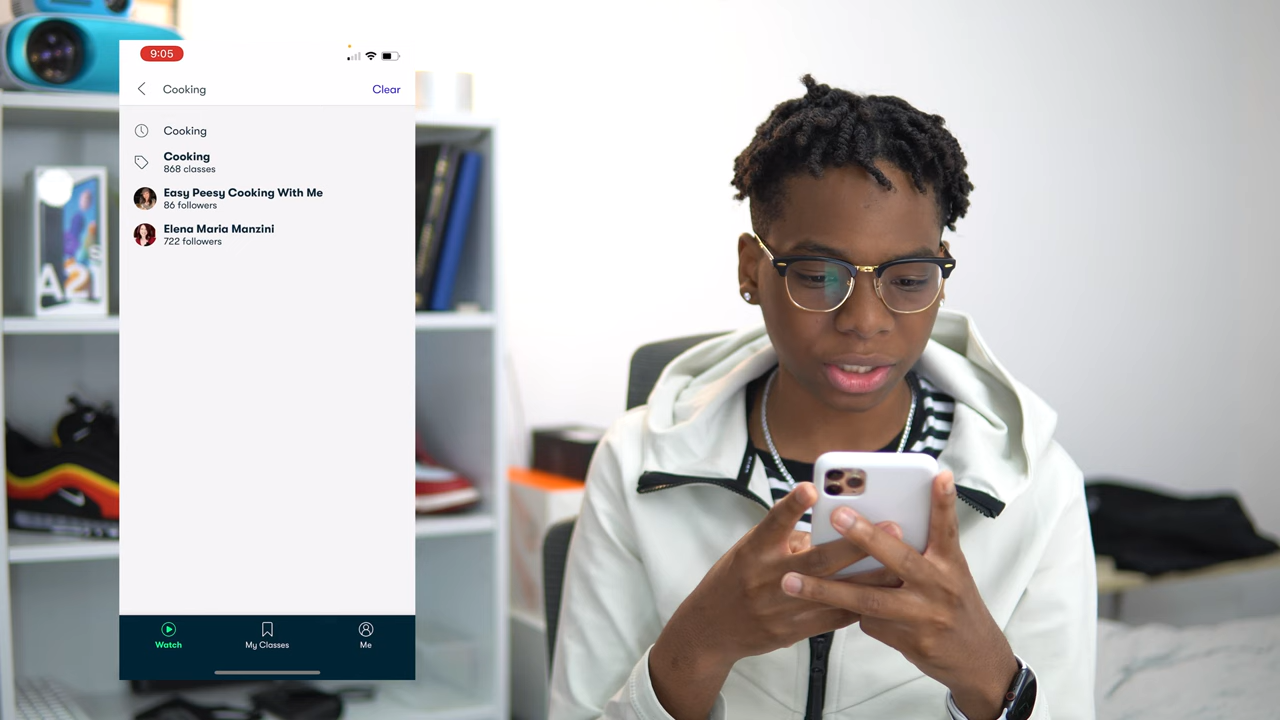 9:05
Cooking
Clear
Cooking
Cooking
868 classes
Easy Peesy Cooking With Me
86 followers
Elena Maria Manzini
722 followers
Watch
My Classes
Me
A21s